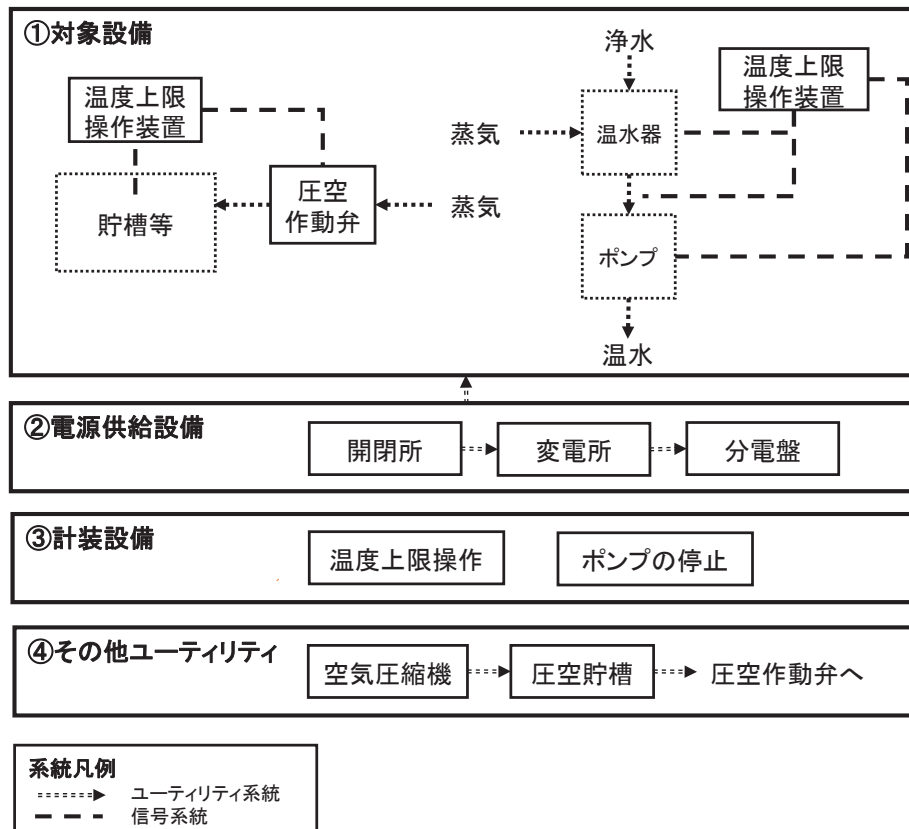 ①対象設備
浄水
温度上限
操作装置
温度上限
操作装置
蒸気
温水器
圧空
作動弁
蒸気
貯槽等
ポンプ
温水
②電源供給設備
開閉所
変電所
分電盤
③計装設備
温度上限操作
ポンプの停止
④その他ユーティリティ
空気圧縮機
圧空貯槽
圧空作動弁へ
系統凡例
ユーティリティ系統
信号系統